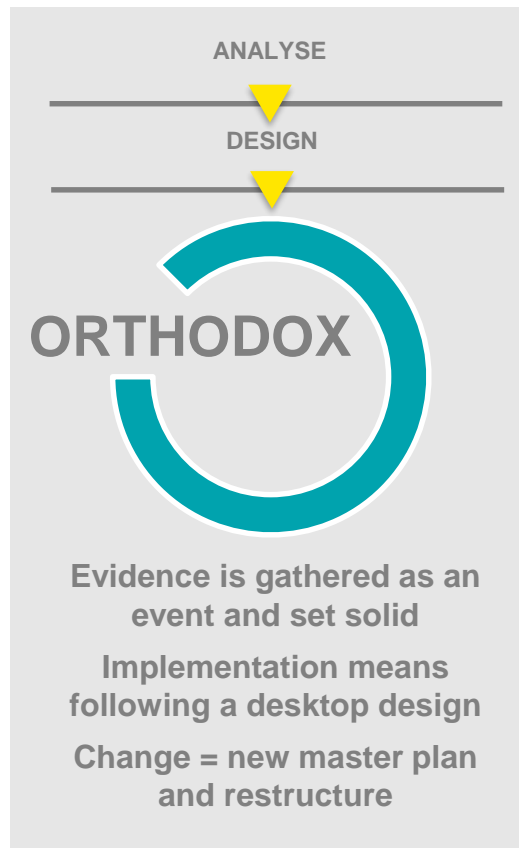 ANALYSE
DESIGN
ORTHODOX
Evidence is gathered as an
event and set solid
Implementation means
following a desktop design
Change = new master plan
and restructure